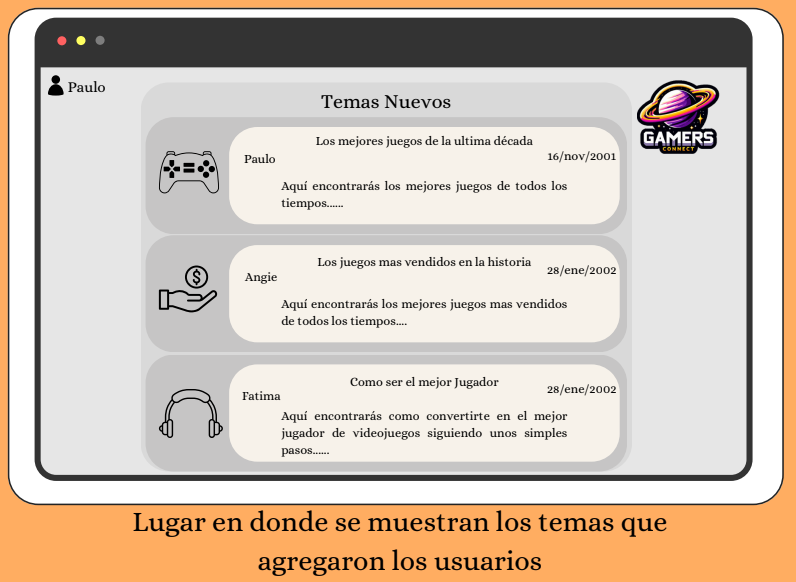 Paulo
Temas Nuevos
GAMERS
CONNECT
Los mejores juegos de la ultima década
Paulo
16/nov/2001
Aquí encontrarás los mejores juegos de todos los
tiempos......
Los juegos mas vendidos en la historia
Angie
28/ene/2002
Aquí encontrarás los mejores juegos mas vendidos
de todos los tiempos....
Como ser el mejor Jugador
Fatima
28/ene/2002
Aquí encontrarás como convertirte en el mejor
jugador de videojuegos siguiendo unos simples
pasos......
Lugar en donde se muestran los temas que
agregaron los usuarios